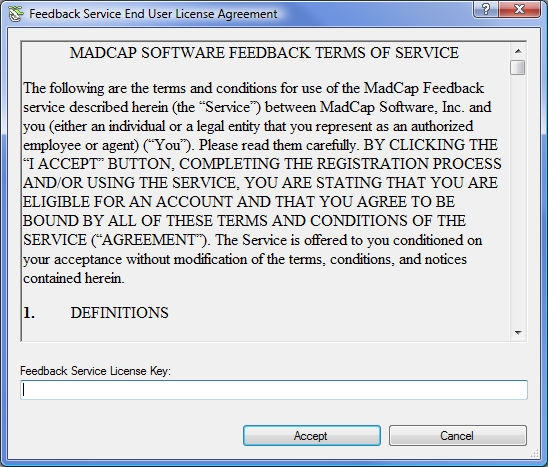 Feedback Service End User License Agreement
MADCAP SOFTWARE FEEDBACK TERMS OF SERVICE
The following are the terms and conditions for use of the MadCap Feedback
service described herein (the “Service”) between MadCap Software, Inc. and
you (either an individual or a legal entity that you represent as an authorized
employee or agent) (“You”). Please read them carefully. BY CLICKING THE
“I ACCEPT” BUTTON, COMPLETING THE REGISTRATION PROCESS
AND/OR USING THE SERVICE, YOU ARE STATING THAT YOU ARE
ELIGIBLE FOR AN ACCOUNT AND THAT YOU AGREE TO BE
BOUND BY ALL OF THESE TERMS AND CONDITIONS OF THE
SERVICE (“AGREEMENT”). The Service is offered to you conditioned on
your acceptance without modification of the terms, conditions, and notices
contained herein.
1. DEFINITIONS
Feedback Service License Key:
Accept Cancel